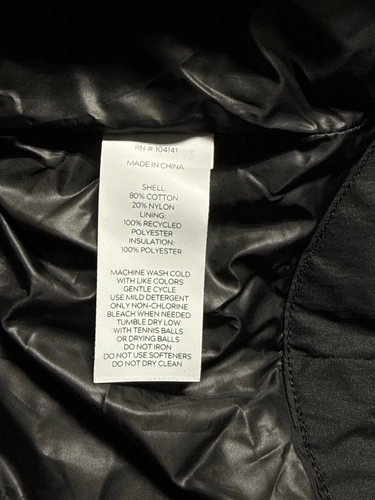 RN # 104141
MADE IN CHINA
SHELL:
80% COTTON
20% NYLON
LINING:
100% RECYCLED
POLYESTER
INSULATION:
100% POLYESTER
MACHINE WASH COLD
WITH LIKE COLORS
GENTLE CYCLE
USE MILD DETERGENT
ONLY NON-CHLORINE
BLEACH WHEN NEEDED
TUMBLE DRY LOW
WITH TENNIS BALLS
OR DRYING BALLS
DO NOT IRON
DO NOT USE SOFTENERS
DO NOT DRY CLEAN